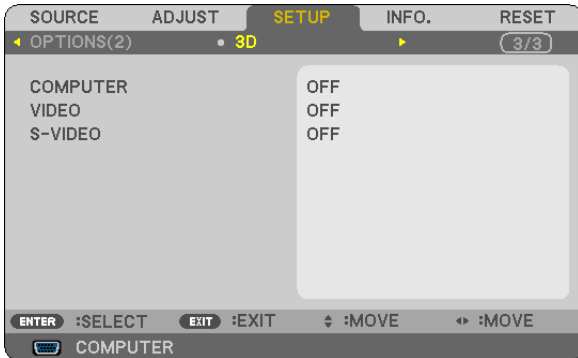 SOURCE ADJUST SETUP INFO. RESET
OPTIONS(2) 3D 3/3
COMPUTER OFF
VIDEO OFF
S-VIDEO OFF
ENTER :SELECT EXIT :EXIT :MOVE :MOVE
COMPUTER